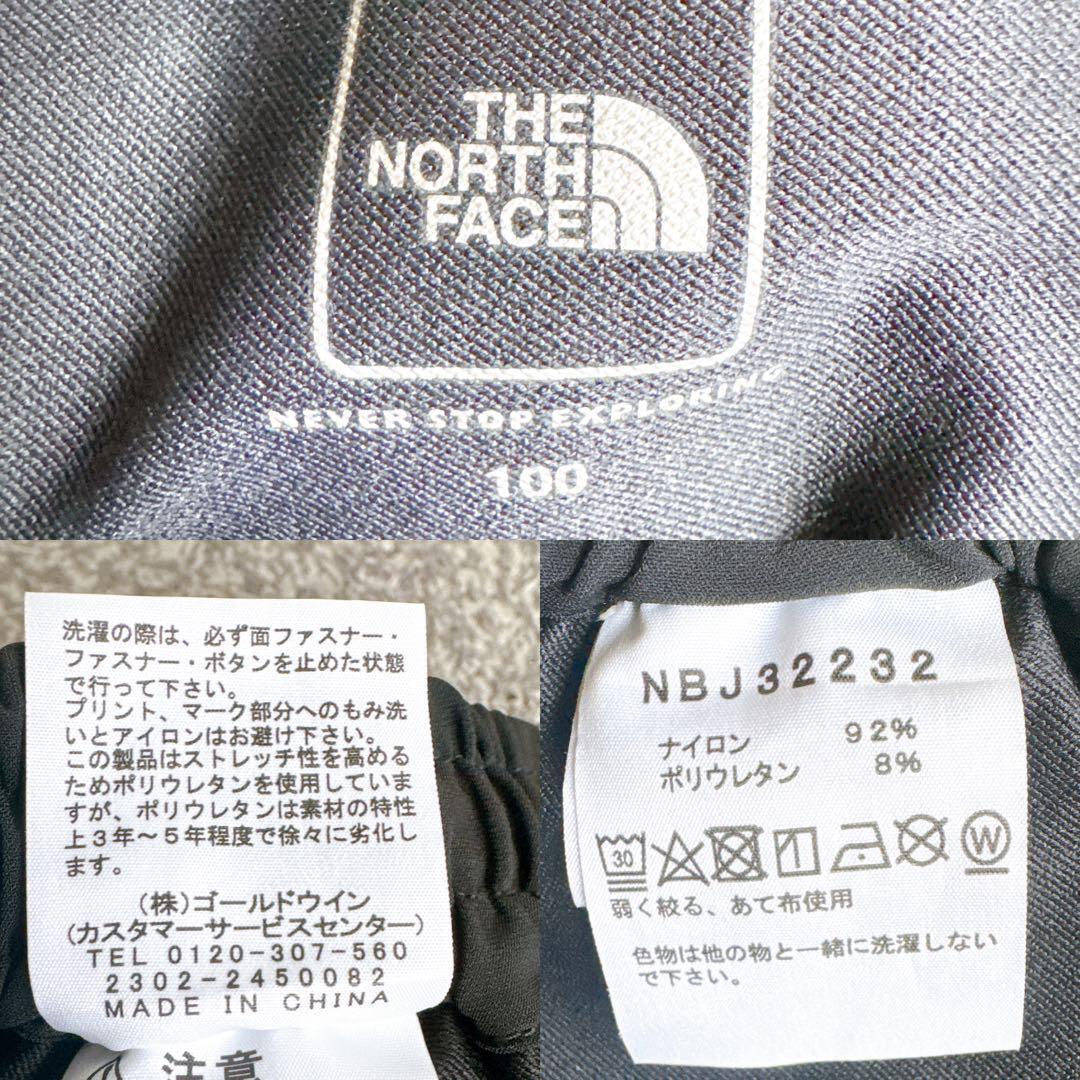 THE
NORTH
FACE
NEVER STOP EXPLORING
100
洗濯の際は、必ず面ファスナー・
ファスナー・ボタンを止めた状態
で行って下さい。
プリント、マーク部分へのもみ洗
いとアイロンはお避け下さい。
この製品はストレッチ性を高める
ためポリウレタンを使用していま
すが、ポリウレタンは素材の特性
上3年～5年程度で徐々に劣化し
ます。
(株)ゴールドウイン
(カスタマーサービスセンター)
TEL 0120-307-560
2302-2450082
MADE IN CHINA
注意
NBJ32232
ナイロン 92%
ポリウレタン 8%
30 W
弱く絞る、あて布使用
色物は他の物と一緒に洗濯しない
で下さい。